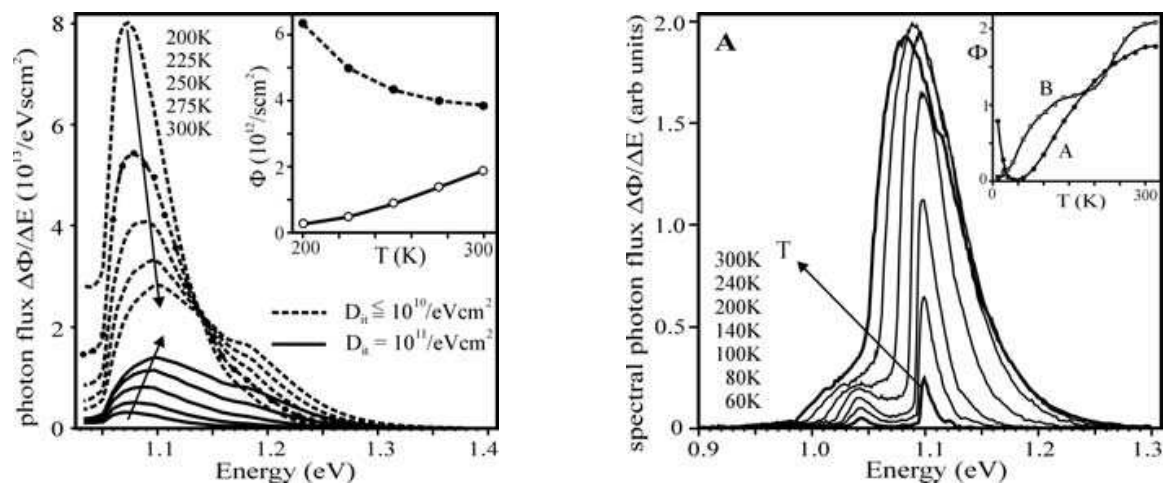 photon flux ΔΦ/ΔE (10¹³/eVscm²)
8
6
4
2
0
1.1
1.2
1.3
1.4
Energy (eV)
200K
225K
250K
275K
300K
Φ (10¹²/scm²)
6
4
2
0
200
300
T (K)
Dᵢₜ ≦ 10¹⁰/eVcm²
Dᵢₜ = 10¹¹/eVcm²
spectral photon flux ΔΦ/ΔE (arb units)
A
2.0
1.5
1.0
0.5
0
0.9
1.0
1.1
1.2
1.3
Energy (eV)
T
300K
240K
200K
140K
100K
80K
60K
Φ
2
1
0
B
A
0
T (K)
300